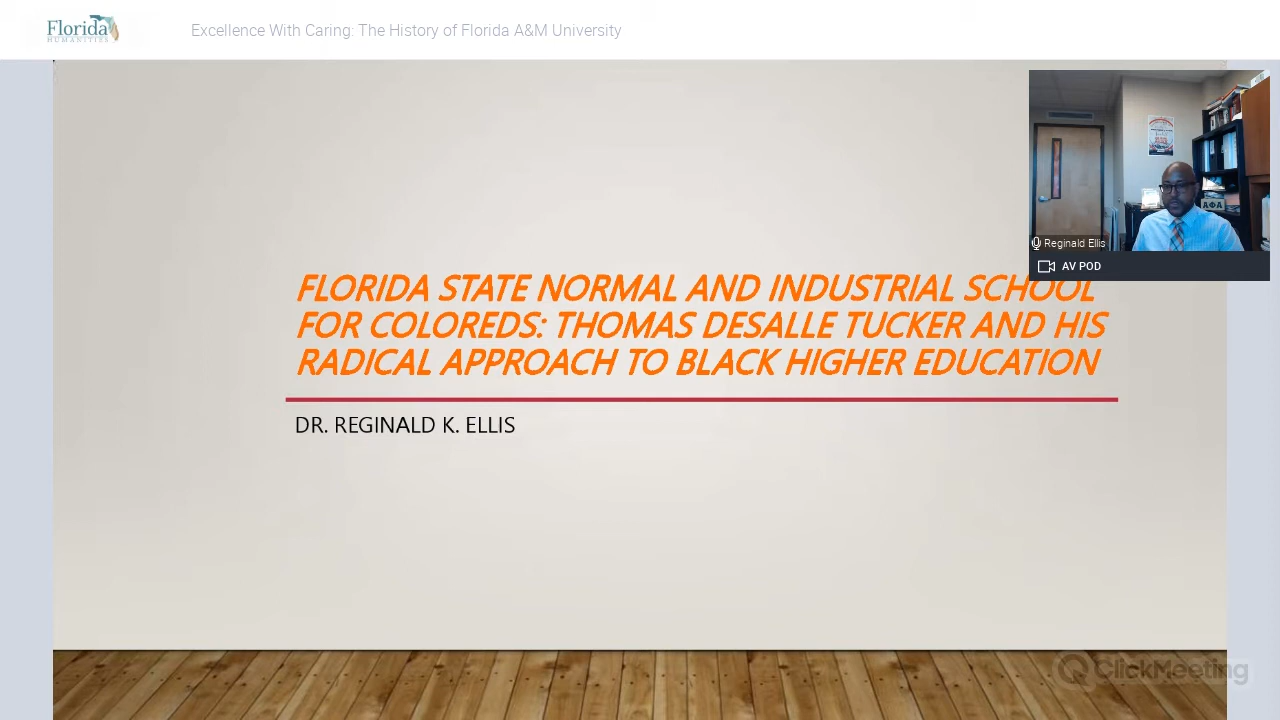 Florida
HUMANITIES
Excellence With Caring: The History of Florida A&M University
Reginald Ellis
AV POD
ΑΦΑ
FLORIDA STATE NORMAL AND INDUSTRIAL SCHOOL
FOR COLOREDS: THOMAS DESALLE TUCKER AND HIS
RADICAL APPROACH TO BLACK HIGHER EDUCATION
DR. REGINALD K. ELLIS
ClickMeeting